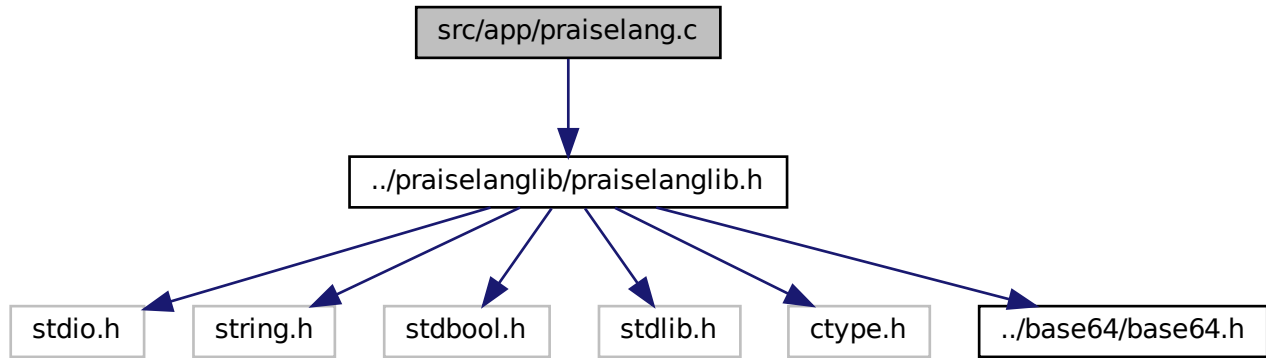 src/app/praiselang.c
../praiselanglib/praiselanglib.h
stdio.h
string.h
stdbool.h
stdlib.h
ctype.h
../base64/base64.h